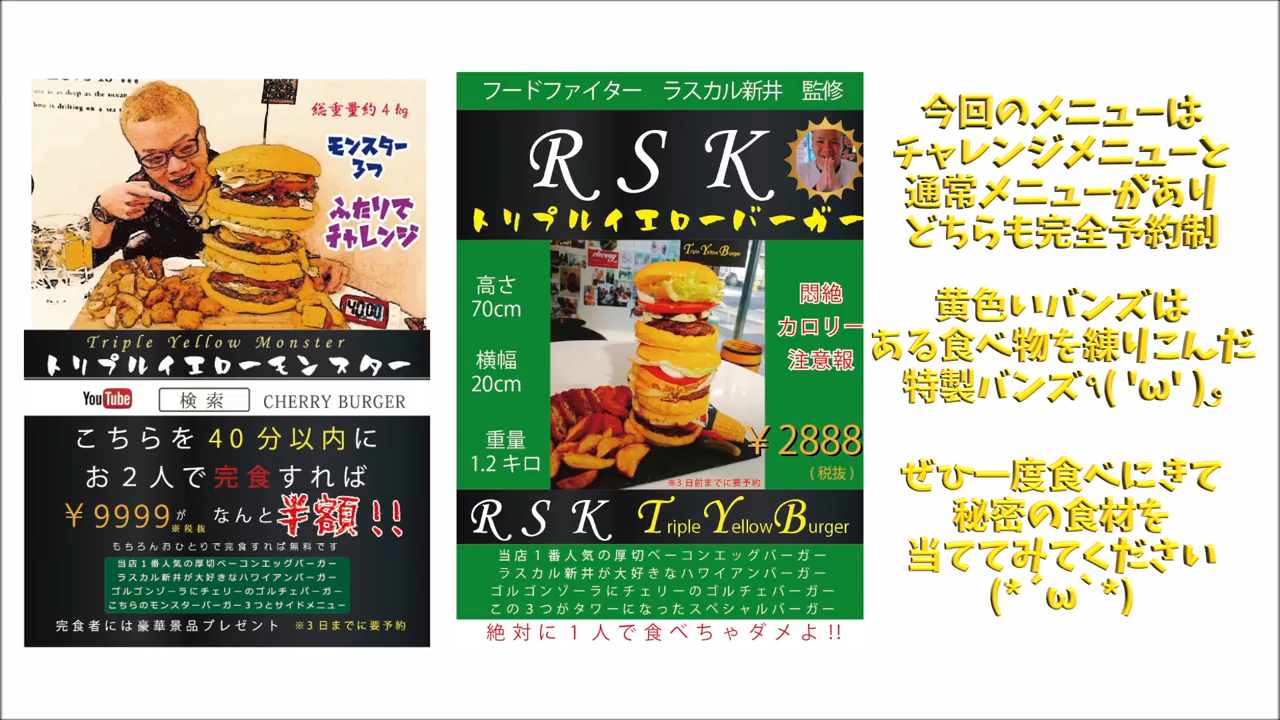 is as deep as the ocean
one is drifting on a sea
総重量約4kg
モンスター
3つ
ふたりで
チャレンジ
4000
Triple Yellow Monster
トリプルイエローモンスター
YouTube 検索 CHERRY BURGER
こちらを40分以内に
お2人で完食すれば
¥9999が ※税抜 なんと半額!!
もちろんおひとりで完食すれば無料です
当店1番人気の厚切ベーコンエッグバーガー
ラスカル新井が大好きなハワイアンバーガー
ゴルゴンゾーラにチェリーのゴルチェバーガー
こちらのモンスターバーガー3つとサイドメニュー
完食者には豪華景品プレゼント ※3日までに要予約
フードファイター ラスカル新井 監修
RSK
トリプルイエローバーガー
Triple Yellow Burger
cherry
高さ
70cm
横幅
20cm
重量
1.2キロ
悶絶
カロリー
注意報
¥2888
(税抜)
※3日前までに要予約
RSK Triple Yellow Burger
当店1番人気の厚切ベーコンエッグバーガー
ラスカル新井が大好きなハワイアンバーガー
ゴルゴンゾーラにチェリーのゴルチェバーガー
この3つがタワーになったスペシャルバーガー
絶対に1人で食べちゃダメよ!!
今回のメニューは
チャレンジメニューと
通常メニューがあり
どちらも完全予約制
黄色いバンズは
ある食べ物を練りこんだ
特製バンズ٩( 'ω' )و
ぜひ一度食べにきて
秘密の食材を
当ててみてください
(*´ω`*)